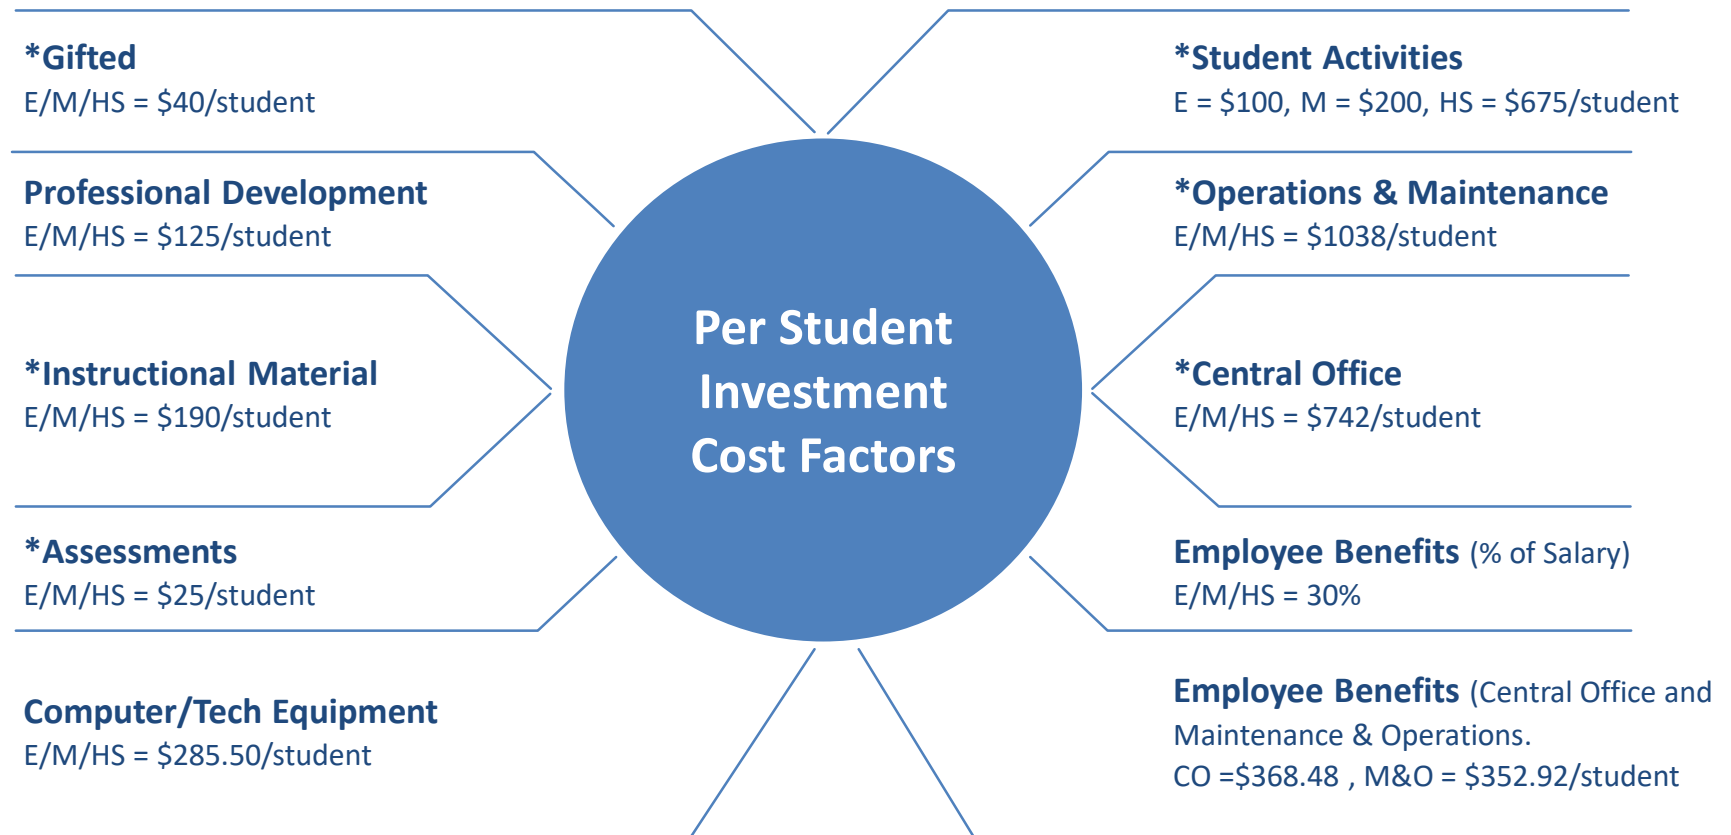 *Gifted
E/M/HS = $40/student
Professional Development
E/M/HS = $125/student
*Instructional Material
E/M/HS = $190/student
*Assessments
E/M/HS = $25/student
Computer/Tech Equipment
E/M/HS = $285.50/student
Per Student
Investment
Cost Factors
*Student Activities
E = $100, M = $200, HS = $675/student
*Operations & Maintenance
E/M/HS = $1038/student
*Central Office
E/M/HS = $742/student
Employee Benefits (% of Salary)
E/M/HS = 30%
Employee Benefits (Central Office and
Maintenance & Operations.
CO =$368.48 , M&O = $352.92/student